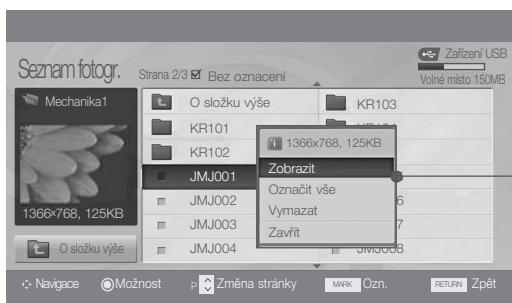 Seznam fotogr.
Strana 2/3
Bez oznacení
Zařízení USB
Volné místo 150MB
Mechanika1
1366x768, 125KB
O složku výše
O složku výše
KR101
KR102
JMJ001
JMJ002
JMJ003
JMJ004
KR103
JMJ008
1366x768, 125KB
Zobrazit
Označit vše
Vymazat
Zavřít
Navigace
Možnost
P Změna stránky
MARK Ozn.
RETURN Zpět